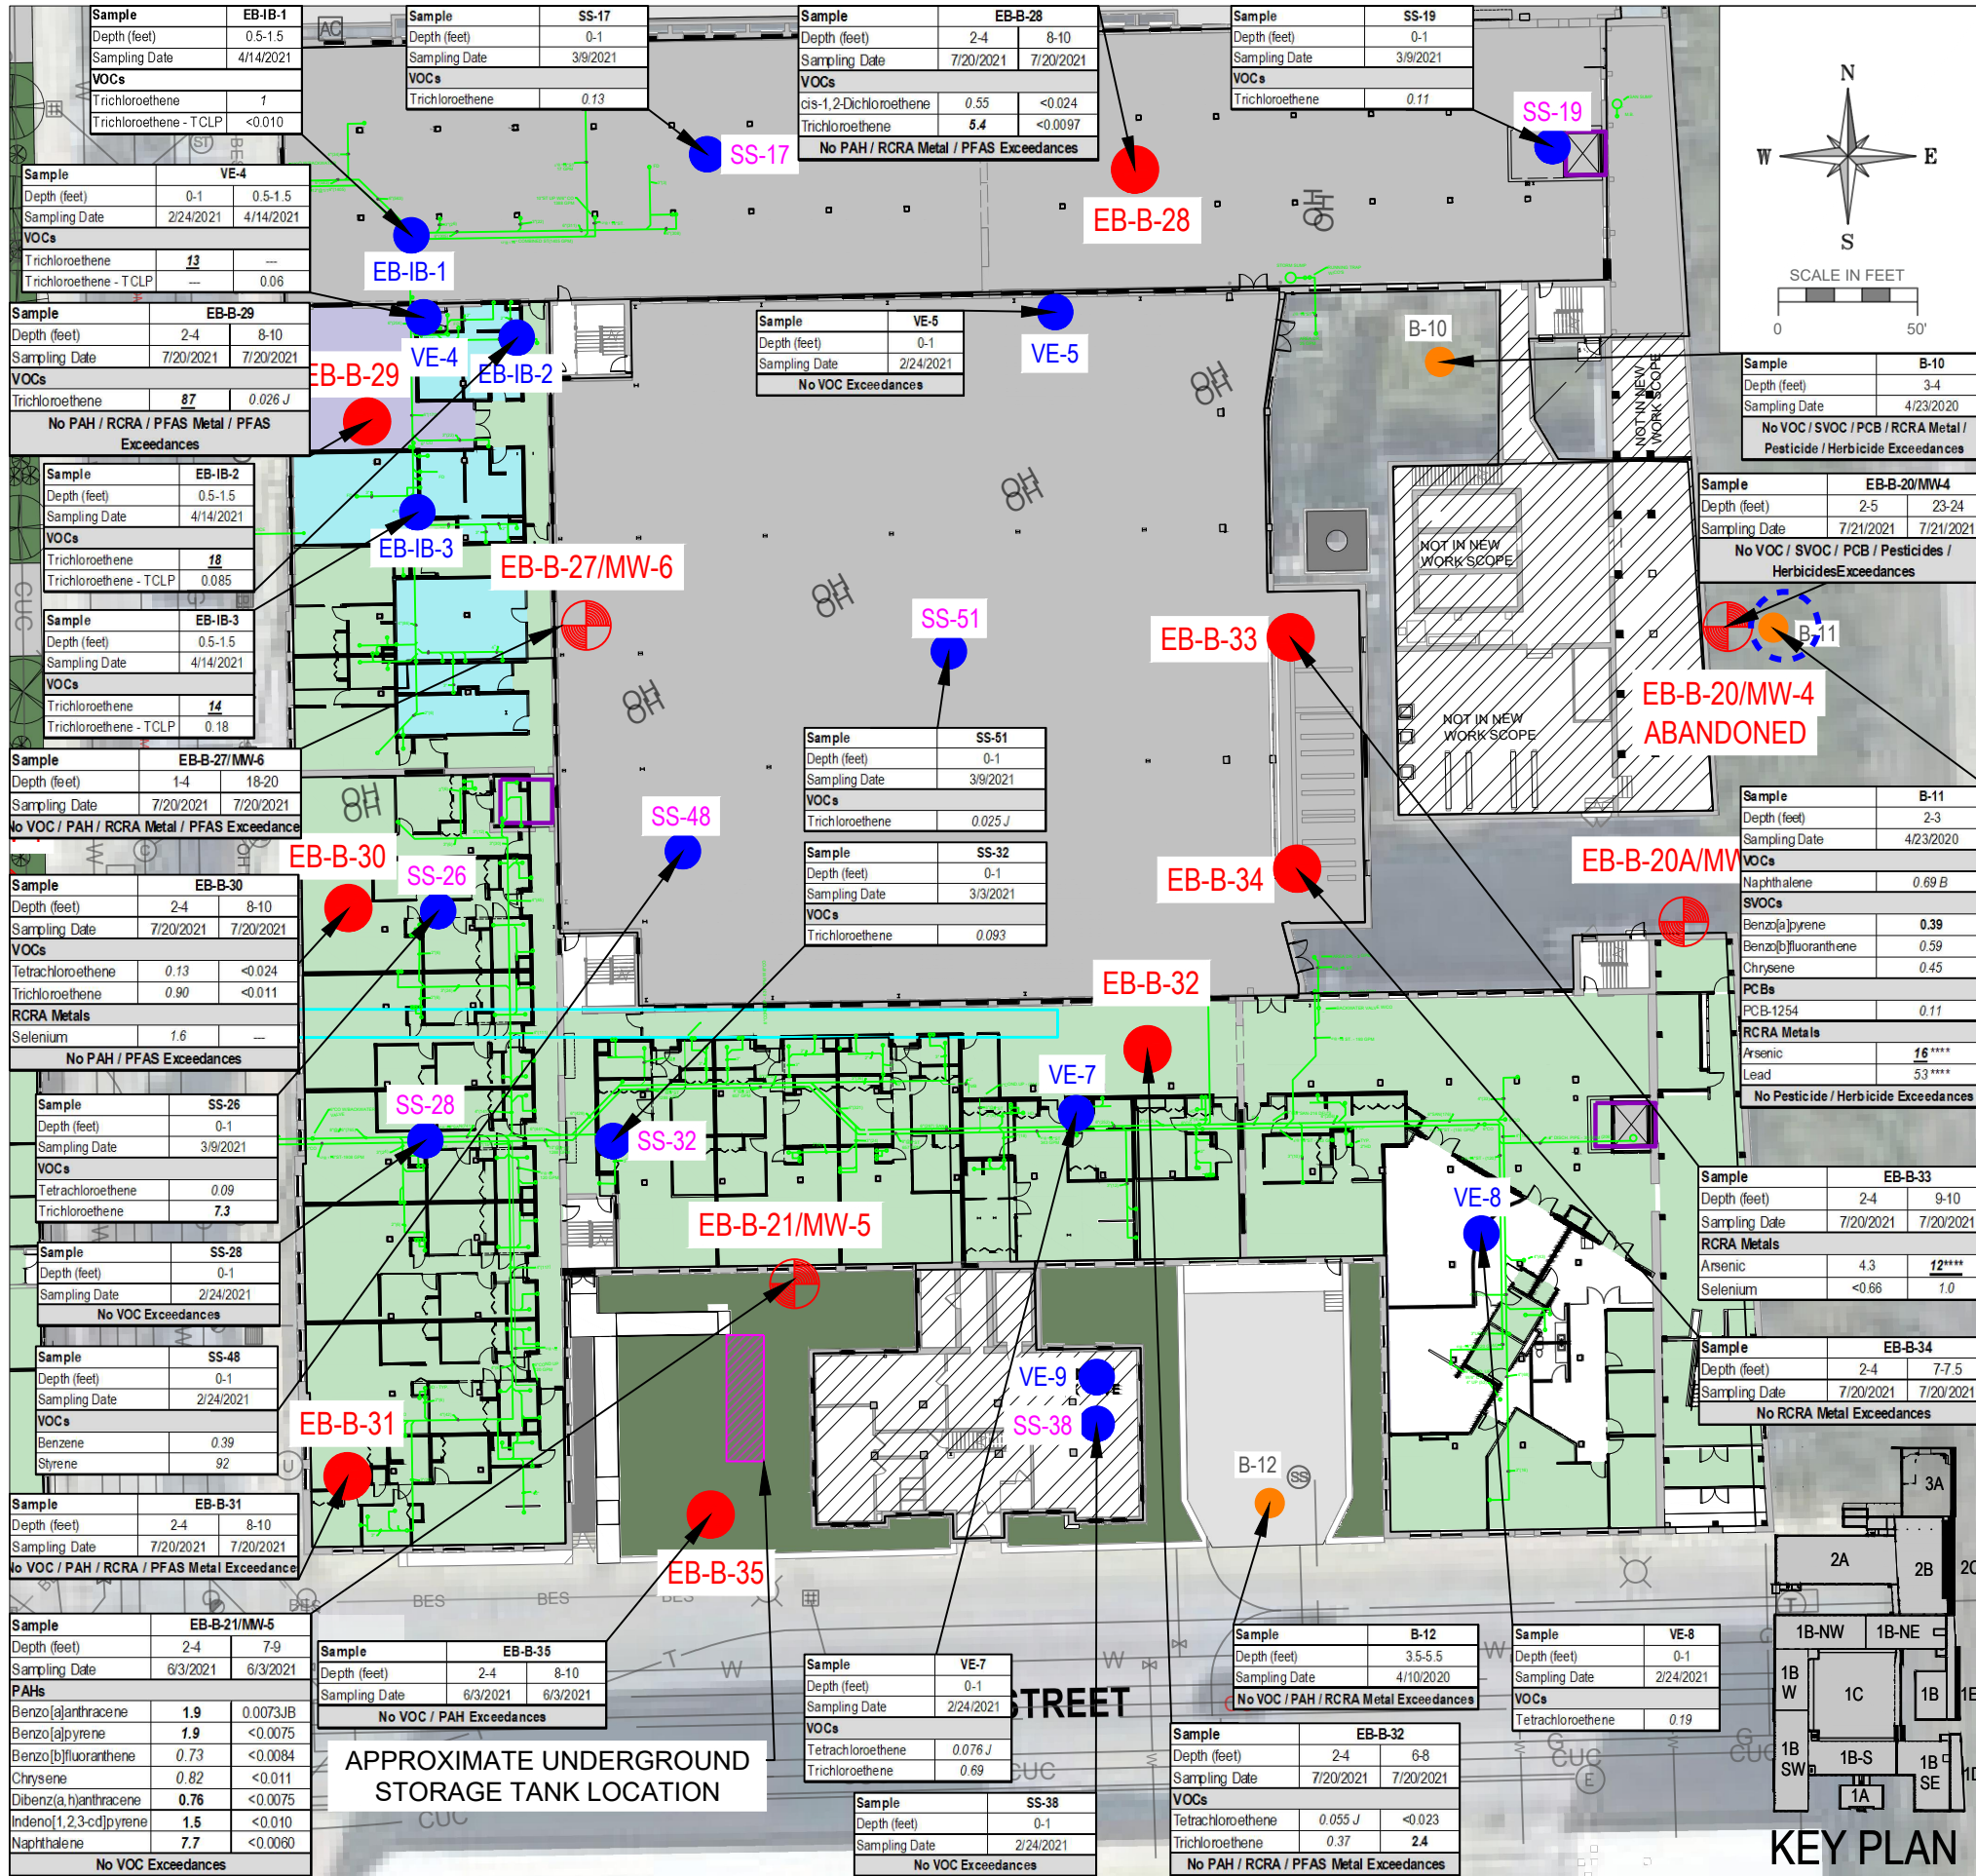 Sample EB-IB-1
Depth (feet) 0.5-1.5
Sampling Date 4/14/2021
VOCs
Trichloroethene 1
Trichloroethene - TCLP <0.010
Sample SS-17
Depth (feet) 0-1
Sampling Date 3/9/2021
VOCs
Trichloroethene 0.13
Sample EB-B-28
Depth (feet) 2-4 8-10
Sampling Date 7/20/2021 7/20/2021
VOCs
cis-1,2-Dichloroethene 0.55 <0.024
Trichloroethene 5.4 <0.0097
No PAH / RCRA Metal / PFAS Exceedances
Sample SS-19
Depth (feet) 0-1
Sampling Date 3/9/2021
VOCs
Trichloroethene 0.11
N
W E
S
SCALE IN FEET
0 50'
AC
ST
SS-17
EB-B-28
SS-19
EB-IB-1
Sample VE-4
Depth (feet) 0-1 0.5-1.5
Sampling Date 2/24/2021 4/14/2021
VOCs
Trichloroethene 13 ---
Trichloroethene - TCLP --- 0.06
Sample EB-B-29
Depth (feet) 2-4 8-10
Sampling Date 7/20/2021 7/20/2021
VOCs
Trichloroethene 87 0.026 J
No PAH / RCRA / PFAS Metal / PFAS
Exceedances
EB-B-29
VE-4
EB-IB-2
Sample VE-5
Depth (feet) 0-1
Sampling Date 2/24/2021
No VOC Exceedances
VE-5
B-10
Sample B-10
Depth (feet) 3-4
Sampling Date 4/23/2020
No VOC / SVOC / PCB / RCRA Metal /
Pesticide / Herbicide Exceedances
NOT IN NEW
WORK SCOPE
Sample EB-IB-2
Depth (feet) 0.5-1.5
Sampling Date 4/14/2021
VOCs
Trichloroethene 18
Trichloroethene - TCLP 0.085
EB-IB-3
EB-B-27/MW-6
Sample EB-B-20/MW-4
Depth (feet) 2-5 23-24
Sampling Date 7/21/2021 7/21/2021
No VOC / SVOC / PCB / Pesticides /
HerbicidesExceedances
NOT IN NEW
WORK SCOPE
CUC
Sample EB-IB-3
Depth (feet) 0.5-1.5
Sampling Date 4/14/2021
VOCs
Trichloroethene 14
Trichloroethene - TCLP 0.18
SS-51
EB-B-33
B-11
EB-B-20/MW-4
ABANDONED
NOT IN NEW
WORK SCOPE
Sample EB-B-27/MW-6
Depth (feet) 1-4 18-20
Sampling Date 7/20/2021 7/20/2021
No VOC / PAH / RCRA Metal / PFAS Exceedance
Sample SS-51
Depth (feet) 0-1
Sampling Date 3/9/2021
VOCs
Trichloroethene 0.025 J
OH
OH
OH
OH
OH
OH
OH
OH
OH
OH
OH
OH
SS-48
EB-B-30
SS-26
EB-B-34
EB-B-20A/MW
Sample B-11
Depth (feet) 2-3
Sampling Date 4/23/2020
VOCs
Naphthalene 0.69 B
SVOCs
Benzo[a]pyrene 0.39
Benzo[b]fluoranthene 0.59
Chrysene 0.45
PCBs
PCB-1254 0.11
RCRA Metals
Arsenic 16 ****
Lead 53 ****
No Pesticide / Herbicide Exceedances
Sample SS-32
Depth (feet) 0-1
Sampling Date 3/3/2021
VOCs
Trichloroethene 0.093
Sample EB-B-30
Depth (feet) 2-4 8-10
Sampling Date 7/20/2021 7/20/2021
VOCs
Tetrachloroethene 0.13 <0.024
Trichloroethene 0.90 <0.011
RCRA Metals
Selenium 1.6 ---
No PAH / PFAS Exceedances
EB-B-32
VE-7
SS-28
SS-32
Sample SS-26
Depth (feet) 0-1
Sampling Date 3/9/2021
VOCs
Tetrachloroethene 0.09
Trichloroethene 7.3
EB-B-21/MW-5
VE-8
Sample EB-B-33
Depth (feet) 2-4 9-10
Sampling Date 7/20/2021 7/20/2021
RCRA Metals
Arsenic 4.3 12****
Selenium <0.66 1.0
Sample SS-28
Depth (feet) 0-1
Sampling Date 2/24/2021
No VOC Exceedances
Sample EB-B-34
Depth (feet) 2-4 7-7.5
Sampling Date 7/20/2021 7/20/2021
No RCRA Metal Exceedances
Sample SS-48
Depth (feet) 0-1
Sampling Date 2/24/2021
VOCs
Benzene 0.39
Styrene 92
EB-B-31
VE-9
SS-38
B-12
SS
U
Sample EB-B-31
Depth (feet) 2-4 8-10
Sampling Date 7/20/2021 7/20/2021
No VOC / PAH / RCRA / PFAS Metal Exceedance
EB-B-35
BES
BES
BES
BES
Sample EB-B-21/MW-5
Depth (feet) 2-4 7-9
Sampling Date 6/3/2021 6/3/2021
PAHs
Benzo[a]anthracene 1.9 0.0073JB
Benzo[a]pyrene 1.9 <0.0075
Benzo[b]fluoranthene 0.73 <0.0084
Chrysene 0.82 <0.011
Dibenz(a,h)anthracene 0.76 <0.0075
Indeno[1,2,3-cd]pyrene 1.5 <0.010
Naphthalene 7.7 <0.0060
No VOC Exceedances
Sample EB-B-35
Depth (feet) 2-4 8-10
Sampling Date 6/3/2021 6/3/2021
No VOC / PAH Exceedances
APPROXIMATE UNDERGROUND
STORAGE TANK LOCATION
T
W
W
W
STREET
CUC
CUC
CUC
CUC
G
G
E
T
Sample VE-7
Depth (feet) 0-1
Sampling Date 2/24/2021
VOCs
Tetrachloroethene 0.076 J
Trichloroethene 0.69
Sample SS-38
Depth (feet) 0-1
Sampling Date 2/24/2021
No VOC Exceedances
Sample B-12
Depth (feet) 3.5-5.5
Sampling Date 4/10/2020
No VOC / PAH / RCRA Metal Exceedances
Sample VE-8
Depth (feet) 0-1
Sampling Date 2/24/2021
VOCs
Tetrachloroethene 0.19
Sample EB-B-32
Depth (feet) 2-4 6-8
Sampling Date 7/20/2021 7/20/2021
VOCs
Tetrachloroethene 0.055 J <0.023
Trichloroethene 0.37 2.4
No PAH / RCRA / PFAS Metal Exceedances
3A
2A
2B
2C
1B-NW
1B-NE
1B
W
1C
1B
1E
1B
SW
1B-S
1B
SE
1D
1A
KEY PLAN